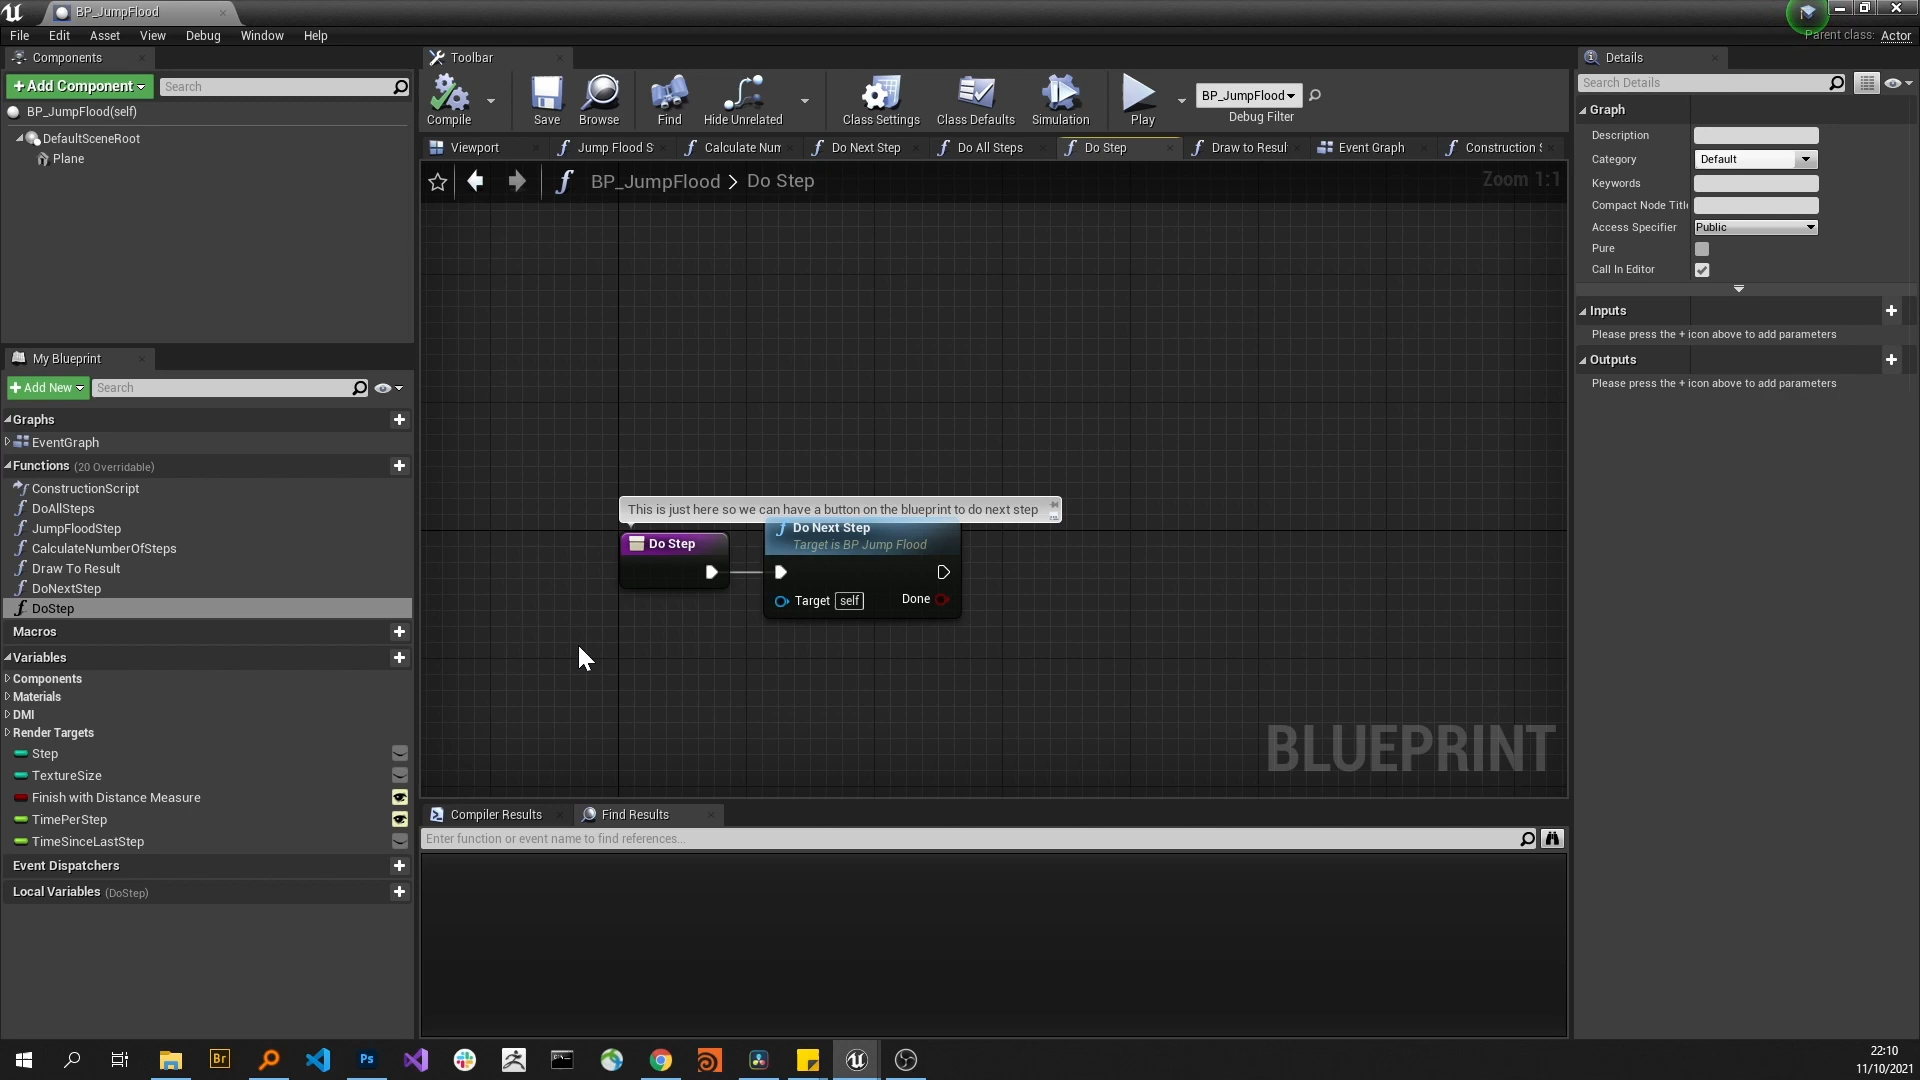 BP_JumpFlood
File Edit Asset View Debug Window Help
Parent class: Actor
Components
+Add Component
Search
BP_JumpFlood(self)
DefaultSceneRoot
Plane
My Blueprint
+Add New
Search
Graphs
EventGraph
Functions (20 Overridable)
ConstructionScript
DoAllSteps
JumpFloodStep
CalculateNumberOfSteps
Draw To Result
DoNextStep
DoStep
Macros
Variables
Components
Materials
DMI
Render Targets
Step
TextureSize
Finish with Distance Measure
TimePerStep
TimeSinceLastStep
Event Dispatchers
Local Variables (DoStep)
Toolbar
Compile Save Browse Find Hide Unrelated Class Settings Class Defaults Simulation Play
BP_JumpFlood
Debug Filter
Viewport Jump Flood S Calculate Num Do Next Step Do All Steps Do Step Draw to Resul Event Graph Construction S
BP_JumpFlood > Do Step
Zoom 1:1
This is just here so we can have a button on the blueprint to do next step
Do Step
Do Next Step
Target is BP Jump Flood
Target self
Done
BLUEPRINT
Compiler Results
Find Results
Enter function or event name to find references...
Details
Search Details
Graph
Description
Category Default
Keywords
Compact Node Title
Access Specifier Public
Pure
Call In Editor
Inputs
Please press the + icon above to add parameters
Outputs
Please press the + icon above to add parameters
Br
Ps
22:10
11/10/2021